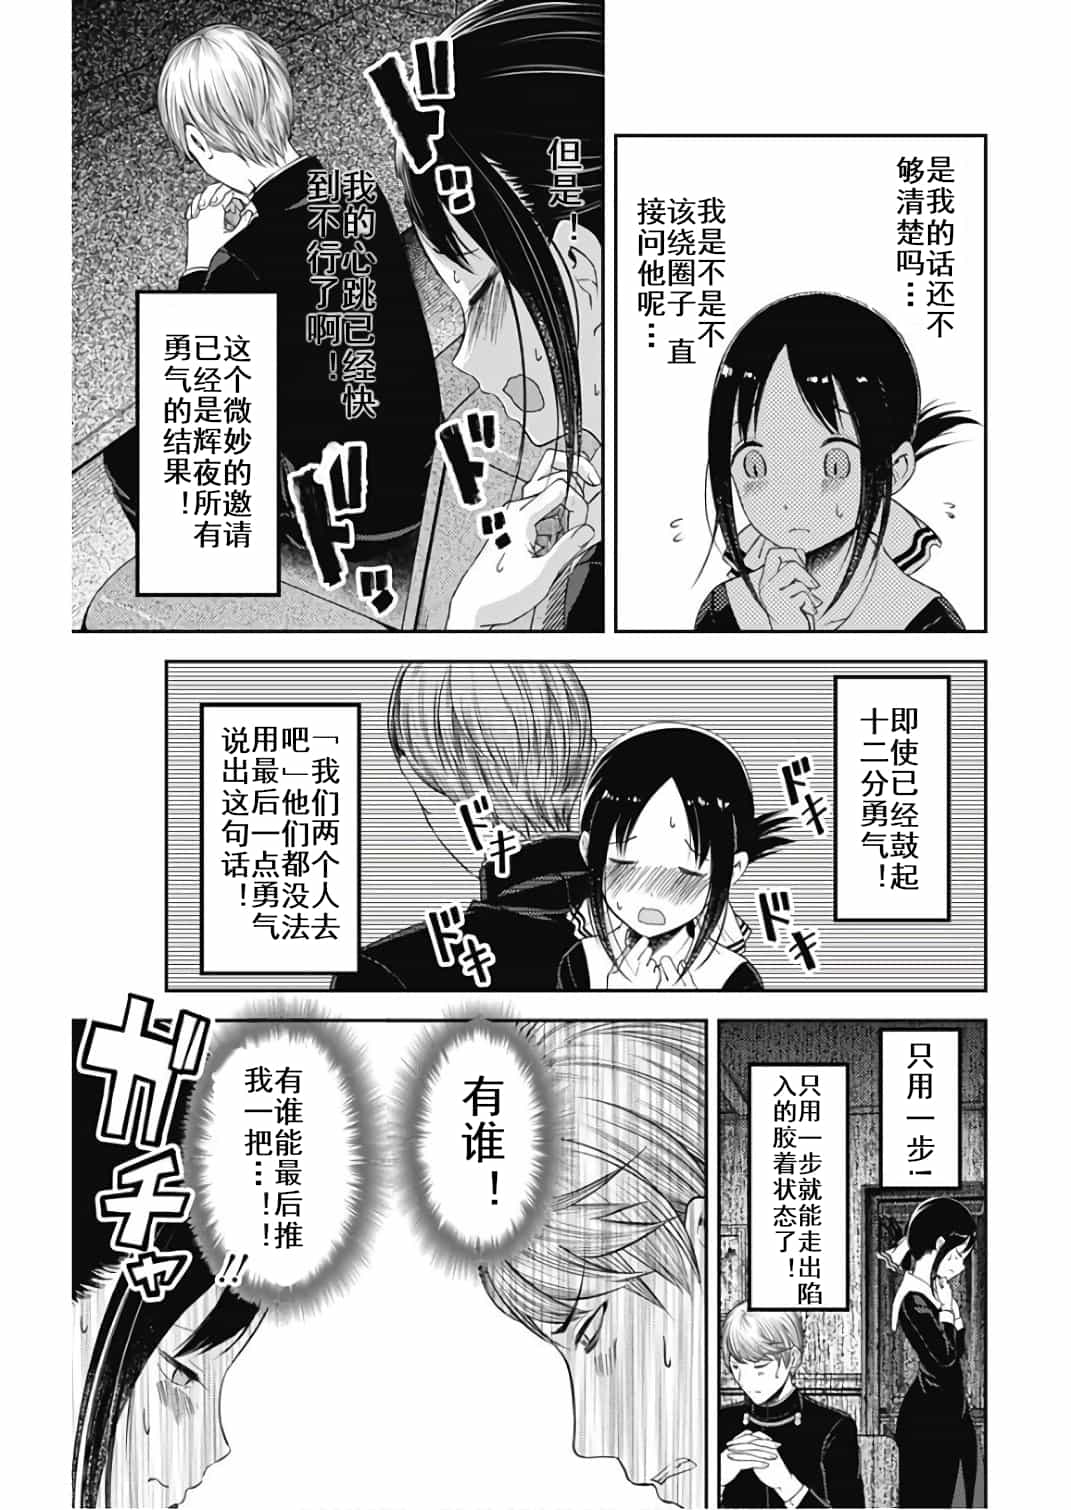 是我的话还不
够清楚吗…
我是不是不
该绕圈子 直
接问他呢…
但是！
我的心跳已经快
到不行了啊！
ドキ
ドキ
ドキ
这个微妙的邀请
已经是辉夜所有
勇气的结果！
即使已经鼓起
十二分勇气！
ドキ
ドキ
ドキ
ドキ
「我们两个人去
吧」他们都没法
用最后一点勇气
说出这句话！
只用一步！
只用一步就能走出陷
入的胶着状态了！
有
谁！
有谁能最后推
我一把…！！
ガチャ!!